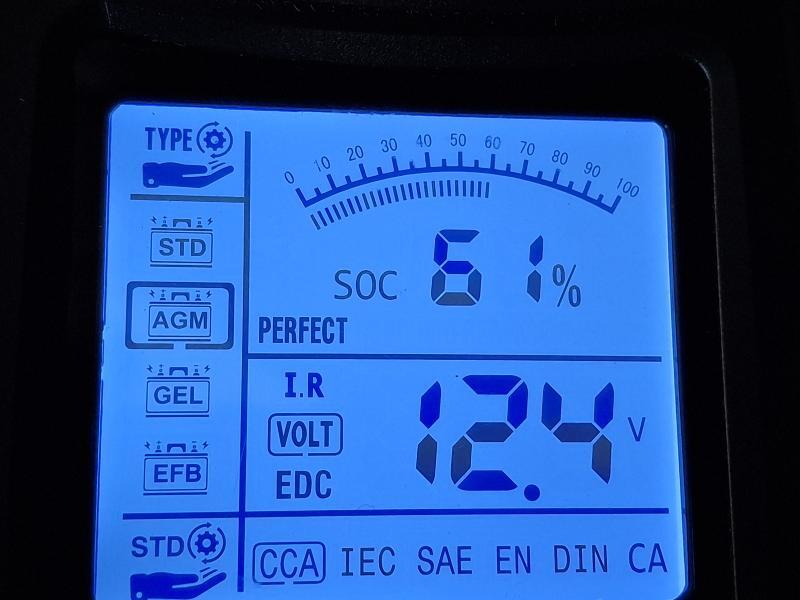 TYPE
0 10 20 30 40 50 60 70 80 90 100
STD
SOC 61%
AGM
PERFECT
GEL
I.R
VOLT
12.4 V
EFB
EDC
STD
CCA IEC SAE EN DIN CA